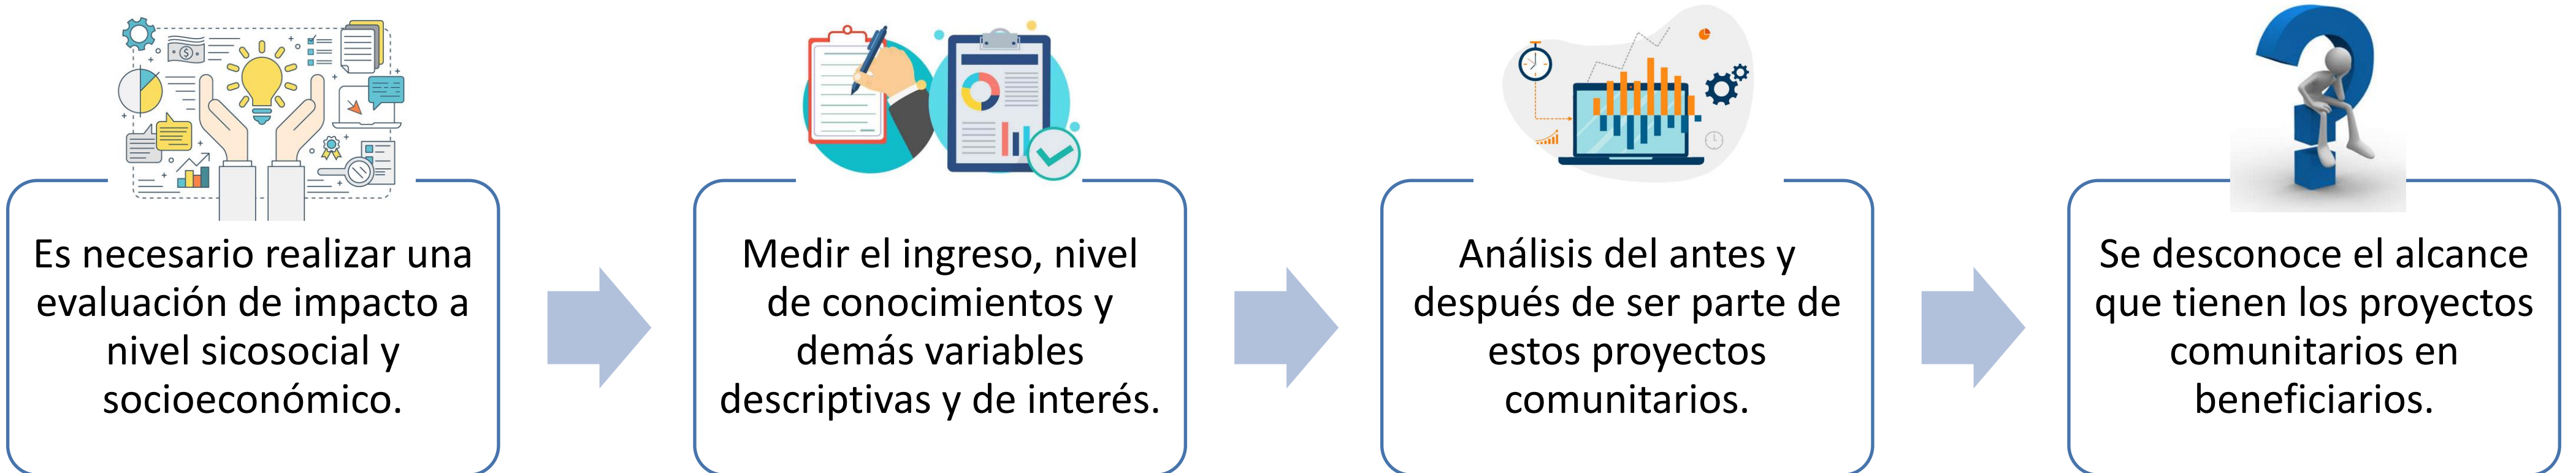 Es necesario realizar una
evaluación de impacto a
nivel sicosocial y
socioeconómico.
Medir el ingreso, nivel
de conocimientos y
demás variables
descriptivas y de interés.
Análisis del antes y
después de ser parte de
estos proyectos
comunitarios.
Se desconoce el alcance
que tienen los proyectos
comunitarios en
beneficiarios.